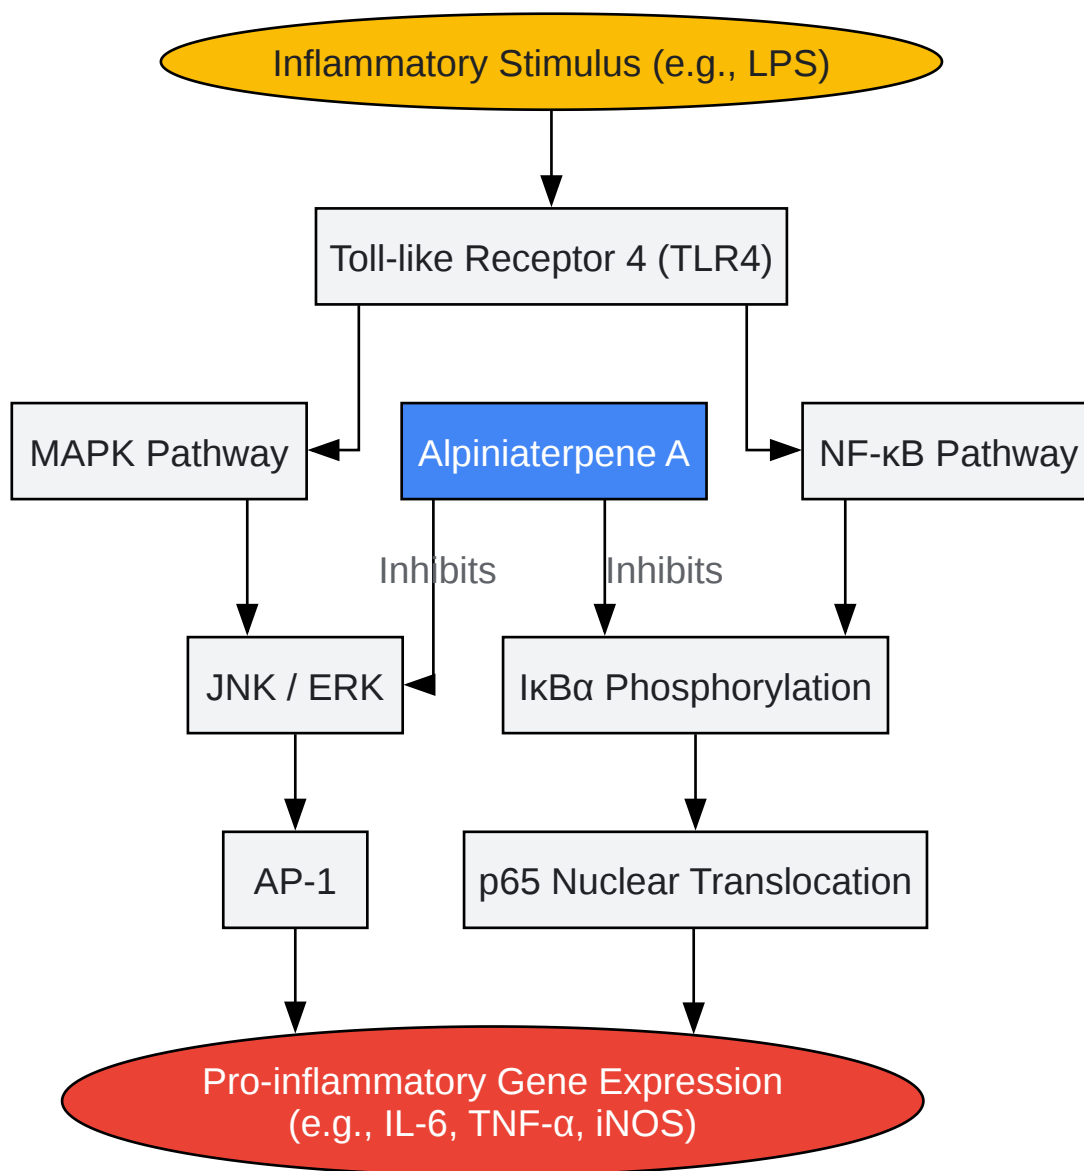 Inflammatory Stimulus (e.g., LPS)
Toll-like Receptor 4 (TLR4)
MAPK Pathway
Alpiniaterpene A
NF-κB Pathway
Inhibits
Inhibits
JNK / ERK
IκBα Phosphorylation
AP-1
p65 Nuclear Translocation
Pro-inflammatory Gene Expression
(e.g., IL-6, TNF-α, iNOS)